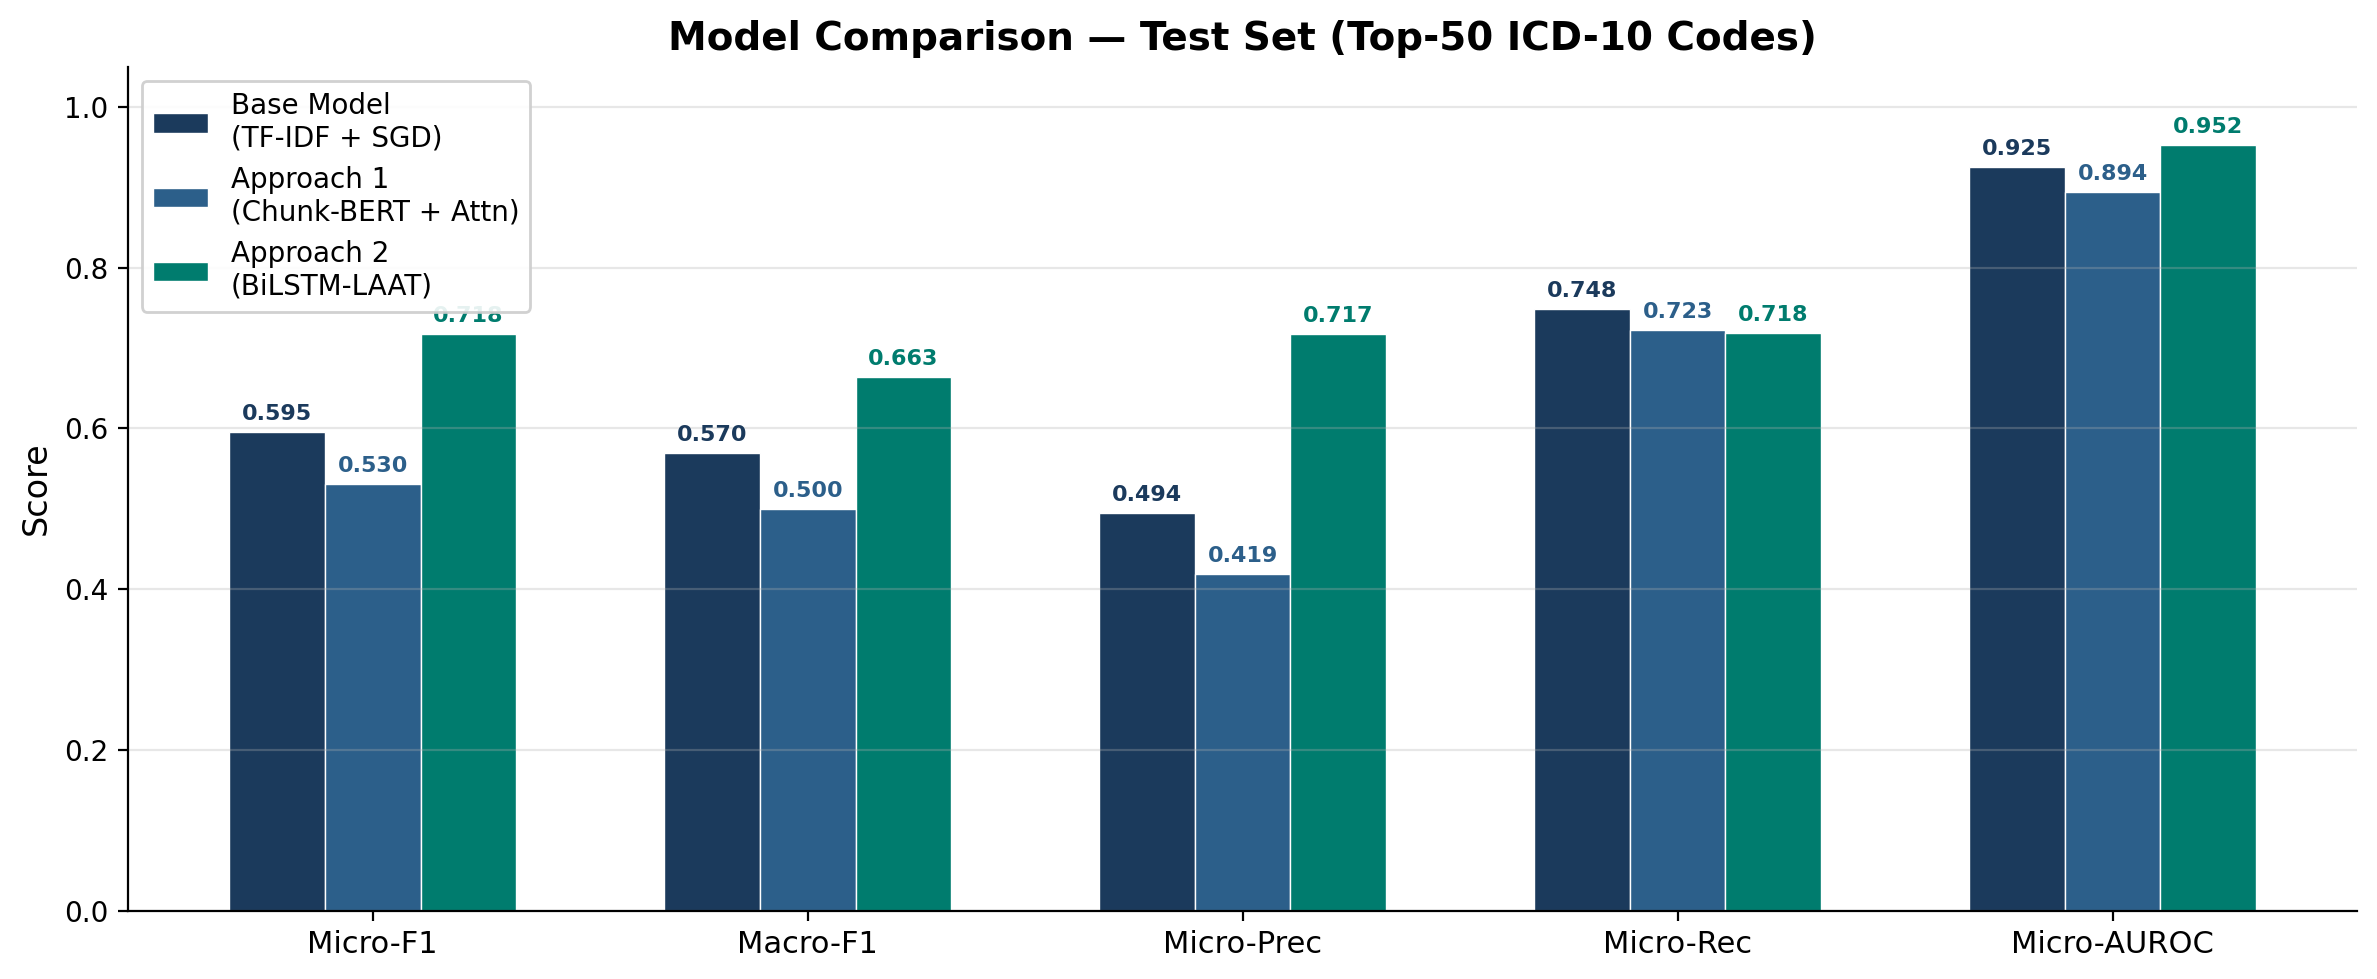 Model Comparison — Test Set (Top-50 ICD-10 Codes)
Base Model
(TF-IDF + SGD)
Approach 1
(Chunk-BERT + Attn)
Approach 2
(BiLSTM-LAAT)
Score
1.0
0.8
0.6
0.4
0.2
0.0
0.595
0.530
0.718
0.570
0.500
0.663
0.494
0.419
0.717
0.748
0.723
0.718
0.925
0.894
0.952
Micro-F1
Macro-F1
Micro-Prec
Micro-Rec
Micro-AUROC